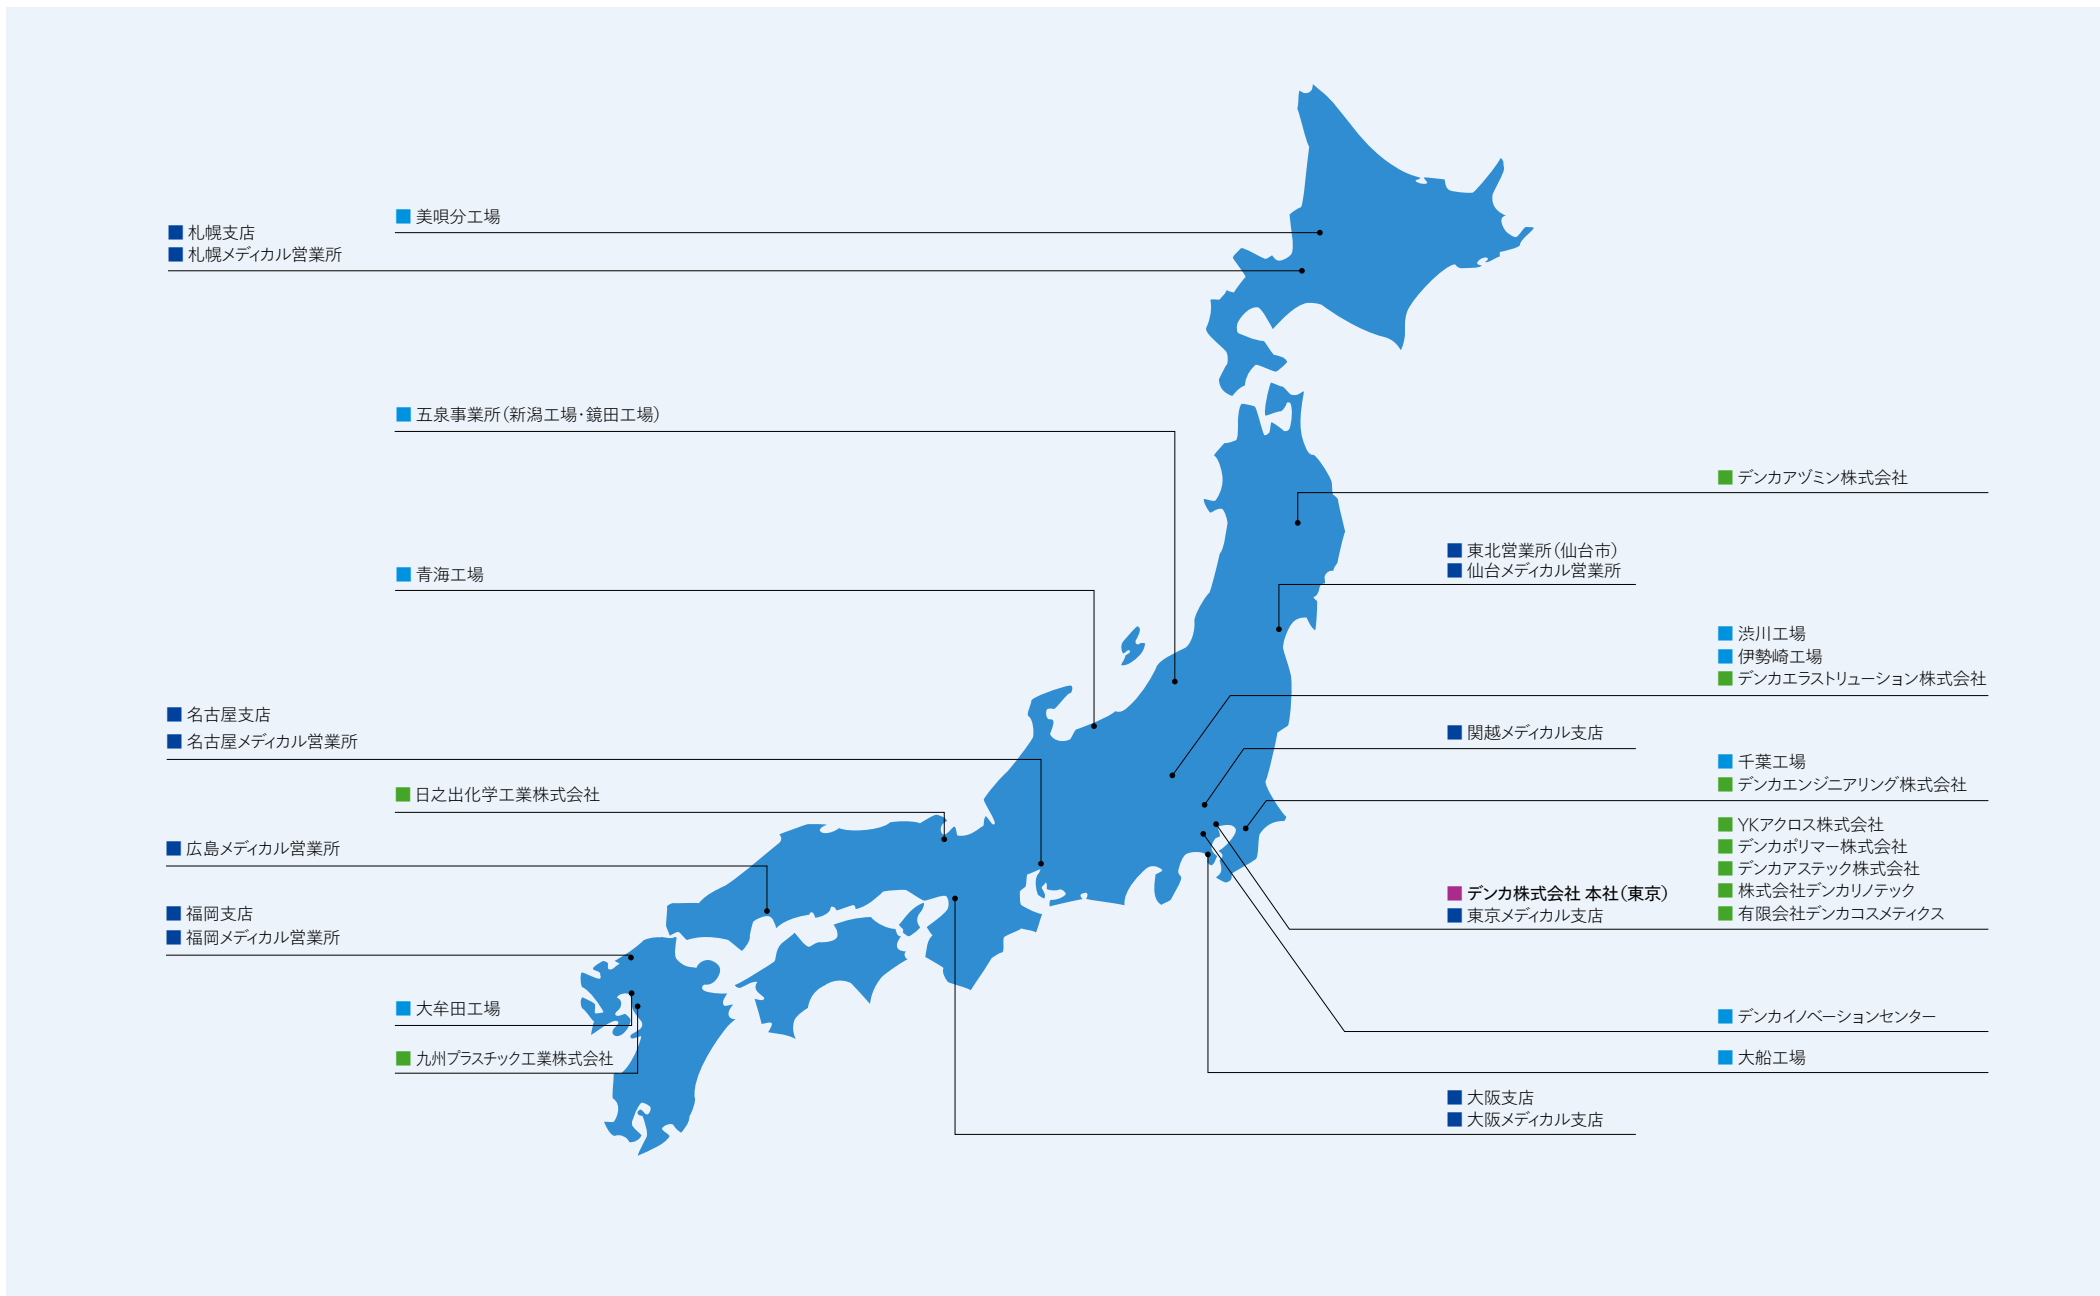 美唄分工場
札幌支店
札幌メディカル営業所
五泉事業所（新潟工場・鏡田工場）
青海工場
名古屋支店
名古屋メディカル営業所
日之出化学工業株式会社
広島メディカル営業所
福岡支店
福岡メディカル営業所
大牟田工場
九州プラスチック工業株式会社
デンカアヅミン株式会社
東北営業所（仙台市）
仙台メディカル営業所
渋川工場
伊勢崎工場
デンカエラストリューション株式会社
関越メディカル支店
千葉工場
デンカエンジニアリング株式会社
YKアクロス株式会社
デンカポリマー株式会社
デンカアステック株式会社
株式会社デンカリノテック
有限会社デンカコスメティクス
デンカ株式会社 本社（東京）
東京メディカル支店
デンカイノベーションセンター
大船工場
大阪支店
大阪メディカル支店